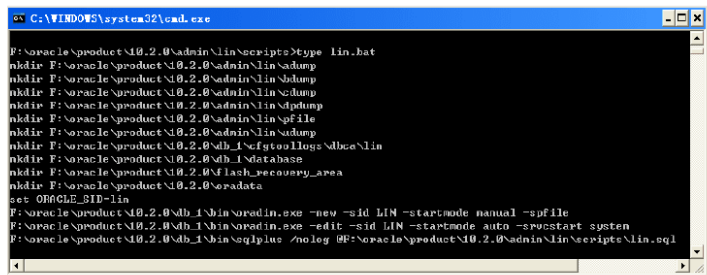 C:\WINDOWS\system32\cmd.exe
F:\oracle\product\10.2.0\admin\lin\scripts>type lin.bat
mkdir F:\oracle\product\10.2.0\admin\lin\adump
mkdir F:\oracle\product\10.2.0\admin\lin\bdump
mkdir F:\oracle\product\10.2.0\admin\lin\cdump
mkdir F:\oracle\product\10.2.0\admin\lin\dpdump
mkdir F:\oracle\product\10.2.0\admin\lin\pfile
mkdir F:\oracle\product\10.2.0\admin\lin\udump
mkdir F:\oracle\product\10.2.0\db_1\cfgtoollogs\dbca\lin
mkdir F:\oracle\product\10.2.0\db_1\database
mkdir F:\oracle\product\10.2.0\flash_recovery_area
mkdir F:\oracle\product\10.2.0\oradata
set ORACLE_SID=lin
F:\oracle\product\10.2.0\db_1\bin\oradim.exe -new -sid LIN -startmode manual -spfile
F:\oracle\product\10.2.0\db_1\bin\oradim.exe -edit -sid LIN -startmode auto -srvcstart system
F:\oracle\product\10.2.0\db_1\bin\sqlplus /nolog @F:\oracle\product\10.2.0\admin\lin\scripts\lin.sql